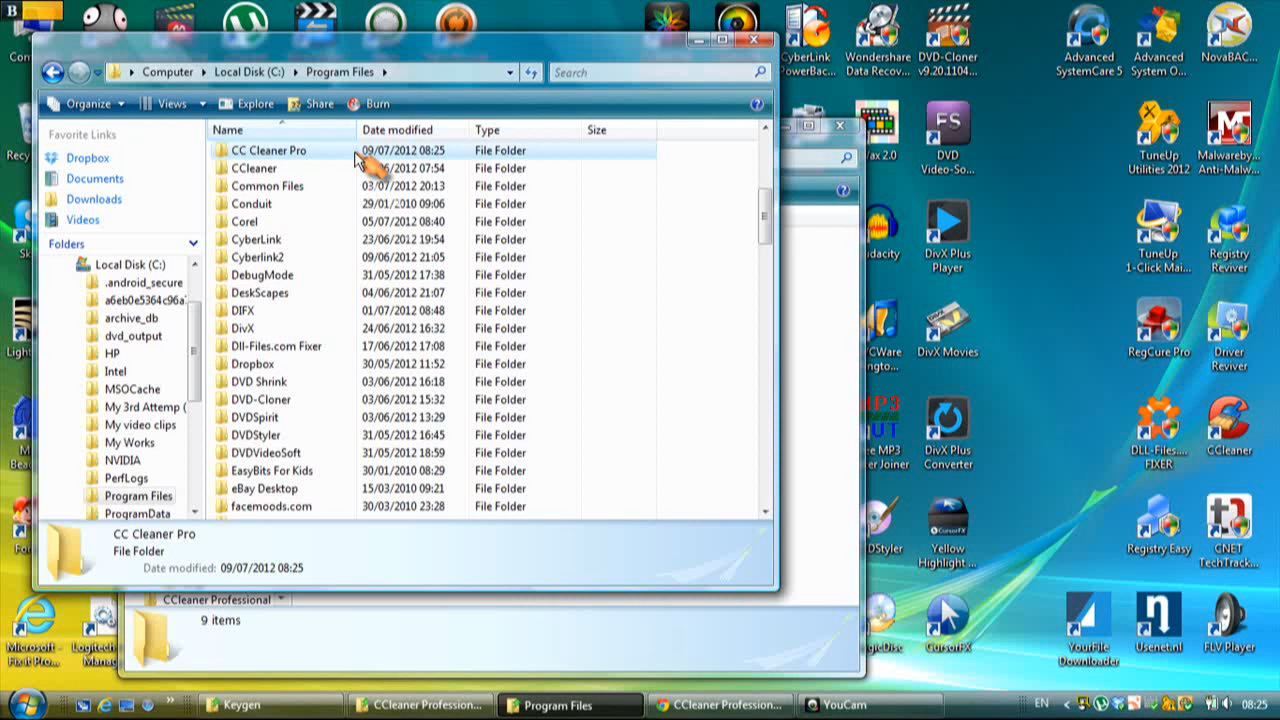 B
Computer Local Disk (C:) Program Files
Search
Organize Views Explore Share Burn
Favorite Links
Dropbox
Documents
Downloads
Videos
Folders
Local Disk (C:)
.android_secure
a6eb0e5364c96a
archive_db
dvd_output
HP
Intel
MSOCache
My 3rd Attemp (
My video clips
My Works
NVIDIA
PerfLogs
Program Files
ProgramData
Name Date modified Type Size
CC Cleaner Pro 09/07/2012 08:25 File Folder
CCleaner /2012 07:54 File Folder
Common Files 03/07/2012 20:13 File Folder
Conduit 29/01/2010 09:06 File Folder
Corel 05/07/2012 08:40 File Folder
CyberLink 23/06/2012 19:54 File Folder
Cyberlink2 09/06/2012 21:05 File Folder
DebugMode 31/05/2012 17:38 File Folder
DeskScapes 04/06/2012 21:07 File Folder
DIFX 01/07/2012 08:48 File Folder
DivX 24/06/2012 16:32 File Folder
Dll-Files.com Fixer 17/06/2012 17:08 File Folder
Dropbox 30/05/2012 11:52 File Folder
DVD Shrink 03/06/2012 16:18 File Folder
DVD-Cloner 03/06/2012 15:32 File Folder
DVDSpirit 03/06/2012 13:29 File Folder
DVDStyler 31/05/2012 16:45 File Folder
DVDVideoSoft 31/05/2012 18:59 File Folder
EasyBits For Kids 30/01/2010 08:29 File Folder
eBay Desktop 15/03/2010 09:21 File Folder
facemoods.com 30/03/2010 23:28 File Folder
CC Cleaner Pro
File Folder
Date modified: 09/07/2012 08:25
CCleaner Professional
9 items
CyberLink
PowerBac...
Wondershare
Data Recov...
DVD-Cloner
v9.20.1104...
Advanced
SystemCare 5
Advanced
System O...
NovaBAC...
Vax 2.0
FS
DVD
Video-So...
TuneUp
Utilities 2012
Malwareby...
Anti-Malw...
udacity
DivX Plus
Player
TuneUp
1-Click Mai...
Registry
Reviver
DivX Movies
RegCure Pro
Driver
Reviver
MP3
ee MP3
er Joiner
DivX Plus
Converter
DLL-Files....
FIXER
CCleaner
DStyler
Yellow
Highlight ...
Registry Easy
CNET
TechTrack...
agicDisc
CursorFX
YourFile
Downloader
Usenet.nl
FLV Player
Microsoft
Fix it Pro...
Logitech
Mana
Keygen
CCleaner Profession...
Program Files
CCleaner Profession...
YouCam
EN
08:25